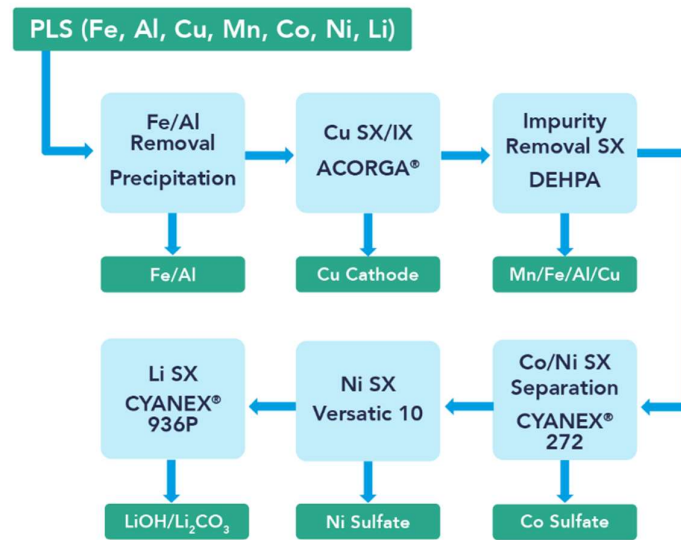 PLS (Fe, Al, Cu, Mn, Co, Ni, Li)
Fe/Al
Removal
Precipitation
Cu SX/IX
ACORGA®
Impurity
Removal SX
DEHPA
Fe/Al
Cu Cathode
Mn/Fe/Al/Cu
Li SX
CYANEX®
936P
Ni SX
Versatic 10
Co/Ni SX
Separation
CYANEX®
272
LiOH/Li₂CO₃
Ni Sulfate
Co Sulfate